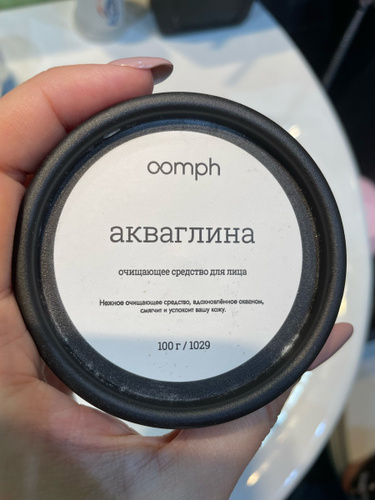 oomph
акваглина
очищающее средство для лица
Нежное очищающее средство, вдохновлённое океаном,
смягчит и успокоит вашу кожу.
100 г / 1029